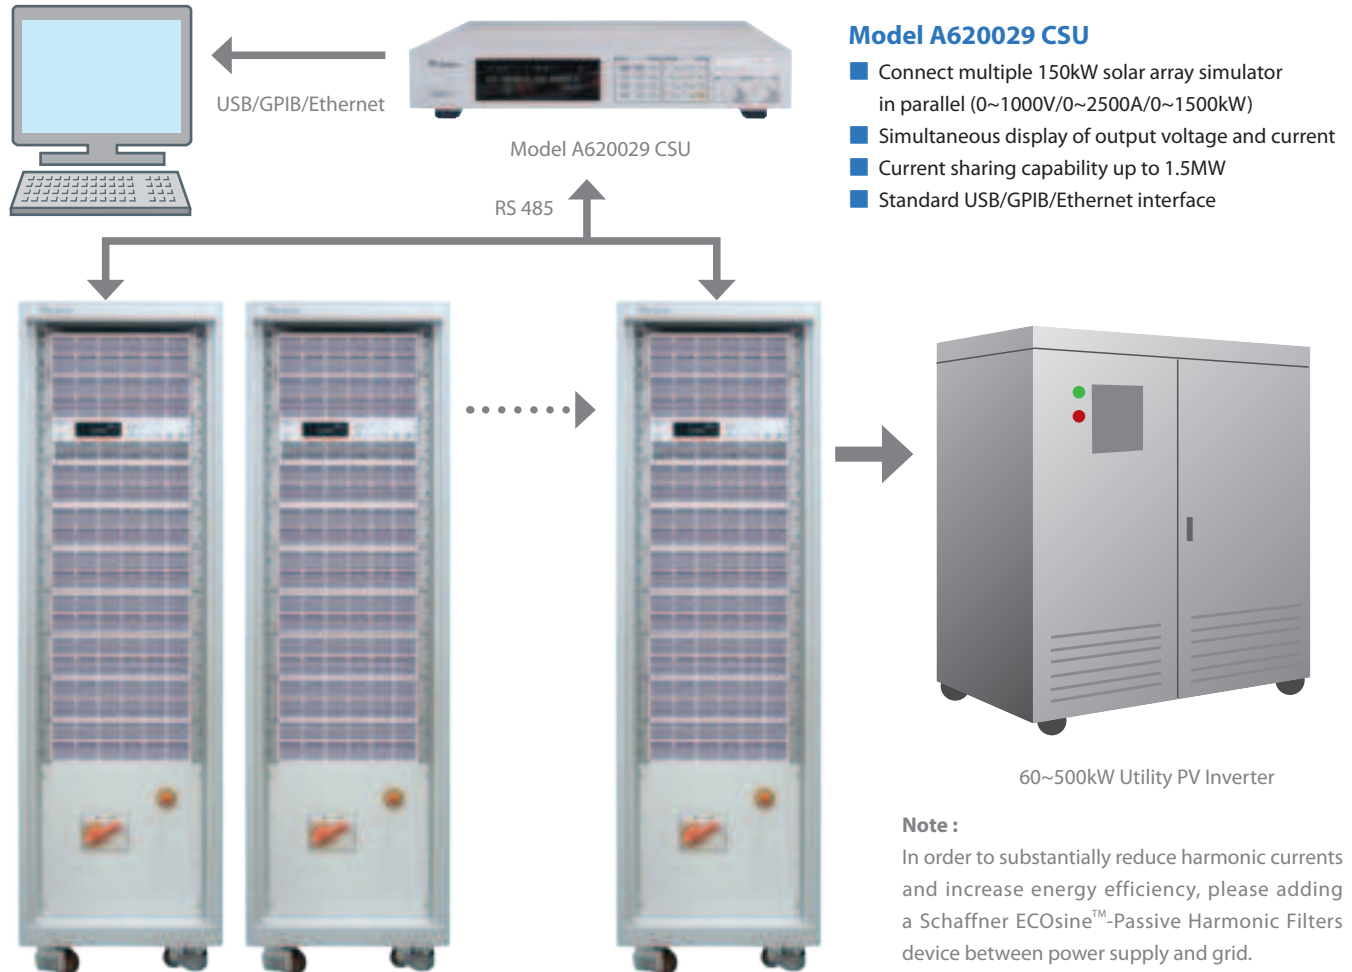 Model A620029 CSU
Connect multiple 150kW solar array simulator
in parallel (0~1000V/0~2500A/0~1500kW)
Simultaneous display of output voltage and current
Current sharing capability up to 1.5MW
Standard USB/GPIB/Ethernet interface
USB/GPIB/Ethernet
Model A620029 CSU
RS 485
60~500kW Utility PV Inverter
Note :
In order to substantially reduce harmonic currents
and increase energy efficiency, please adding
a Schaffner ECOsine™-Passive Harmonic Filters
device between power supply and grid.